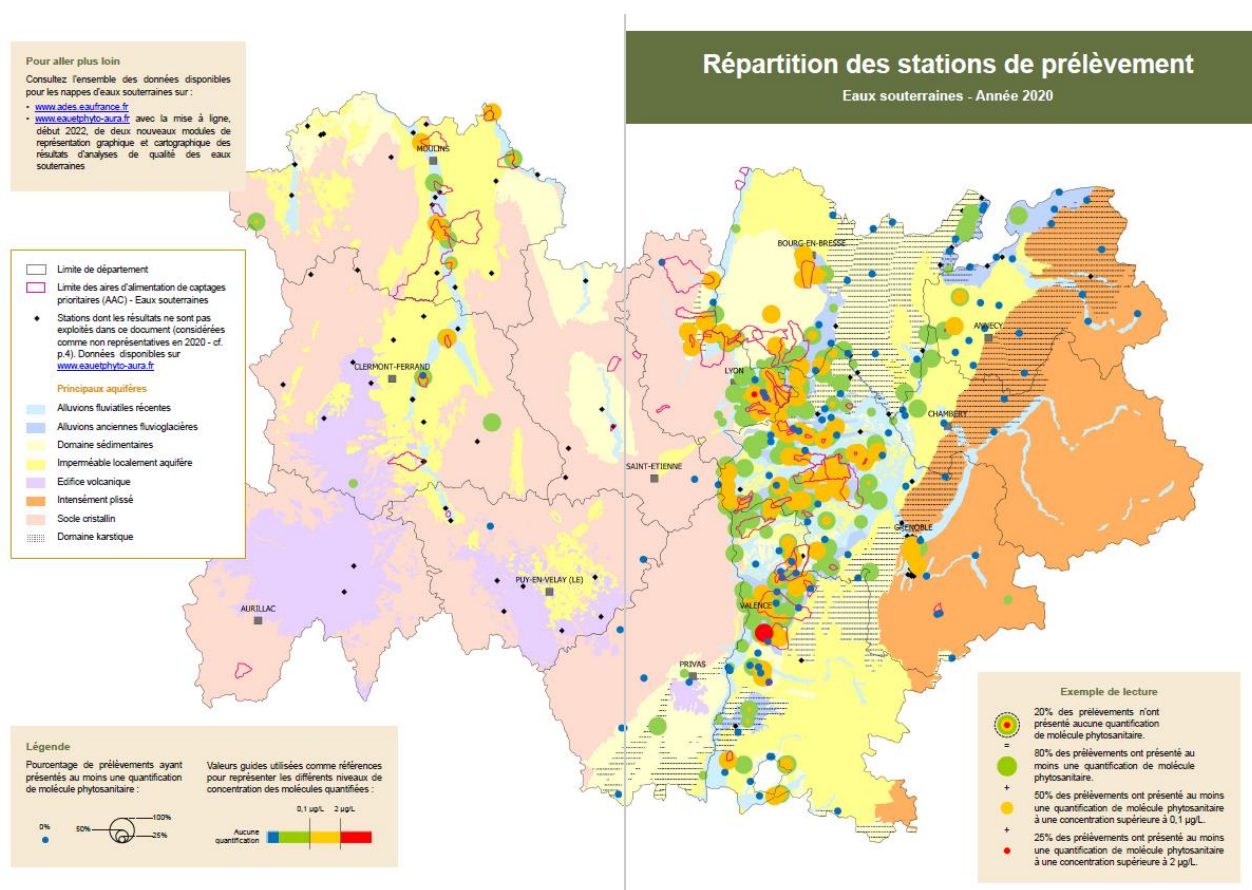 Pour aller plus loin
Consultez l'ensemble des données disponibles
pour les nappes d'eaux souterraines sur :
• www.ades.eaufrance.fr
• www.eauetphyto-aura.fr avec la mise à ligne,
début 2022, de deux nouveaux modules de
représentation graphique et cartographique des
résultats d'analyses de qualité des eaux
souterraines
Répartition des stations de prélèvement
Eaux souterraines - Année 2020
Limite de département
Limite des aires d'alimentation de captages
prioritaires (AAC) - Eaux souterraines
Stations dont les résultats ne sont pas
exploités dans ce document (considérées
comme non représentatives en 2020 - cf.
p.4). Données disponibles sur
www.eauetphyto-aura.fr
Principaux aquifères
Alluvions fluviatiles récentes
Alluvions anciennes fluvioglacières
Domaine sédimentaires
Imperméable localement aquifère
Edifice volcanique
Intensément plissé
Socle cristallin
Domaine karstique
MOULINS
BOURG-EN-BRESSE
ANNECY
CLERMONT-FERRAND
LYON
CHAMBERY
SAINT-ETIENNE
GRENOBLE
PUY-EN-VELAY (LE)
AURILLAC
VALENCE
PRIVAS
Légende
Pourcentage de prélèvements ayant
présentés au moins une quantification
de molécule phytosanitaire :
0%
50%
100%
25%
Valeurs guides utilisées comme références
pour représenter les différents niveaux de
concentration des molécules quantifiées :
0,1 µg/L
2 µg/L
Aucune
quantification
Exemple de lecture
20% des prélèvements n'ont
présenté aucune quantification
de molécule phytosanitaire.
=
80% des prélèvements ont présenté au
moins une quantification de molécule
phytosanitaire.
+
50% des prélèvements ont présenté au moins
une quantification de molécule phytosanitaire
à une concentration supérieure à 0,1 µg/L.
+
25% des prélèvements ont présenté au moins
une quantification de molécule phytosanitaire
à une concentration supérieure à 2 µg/L.